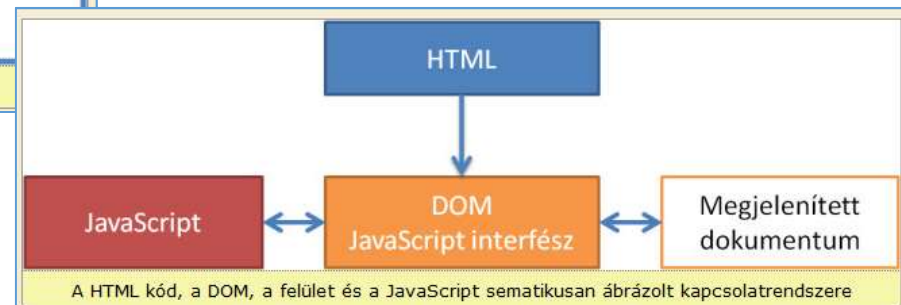 HTML
JavaScript
DOM
JavaScript interfész
Megjelenített
dokumentum
A HTML kód, a DOM, a felület és a JavaScript sematikusan ábrázolt kapcsolatrendszere